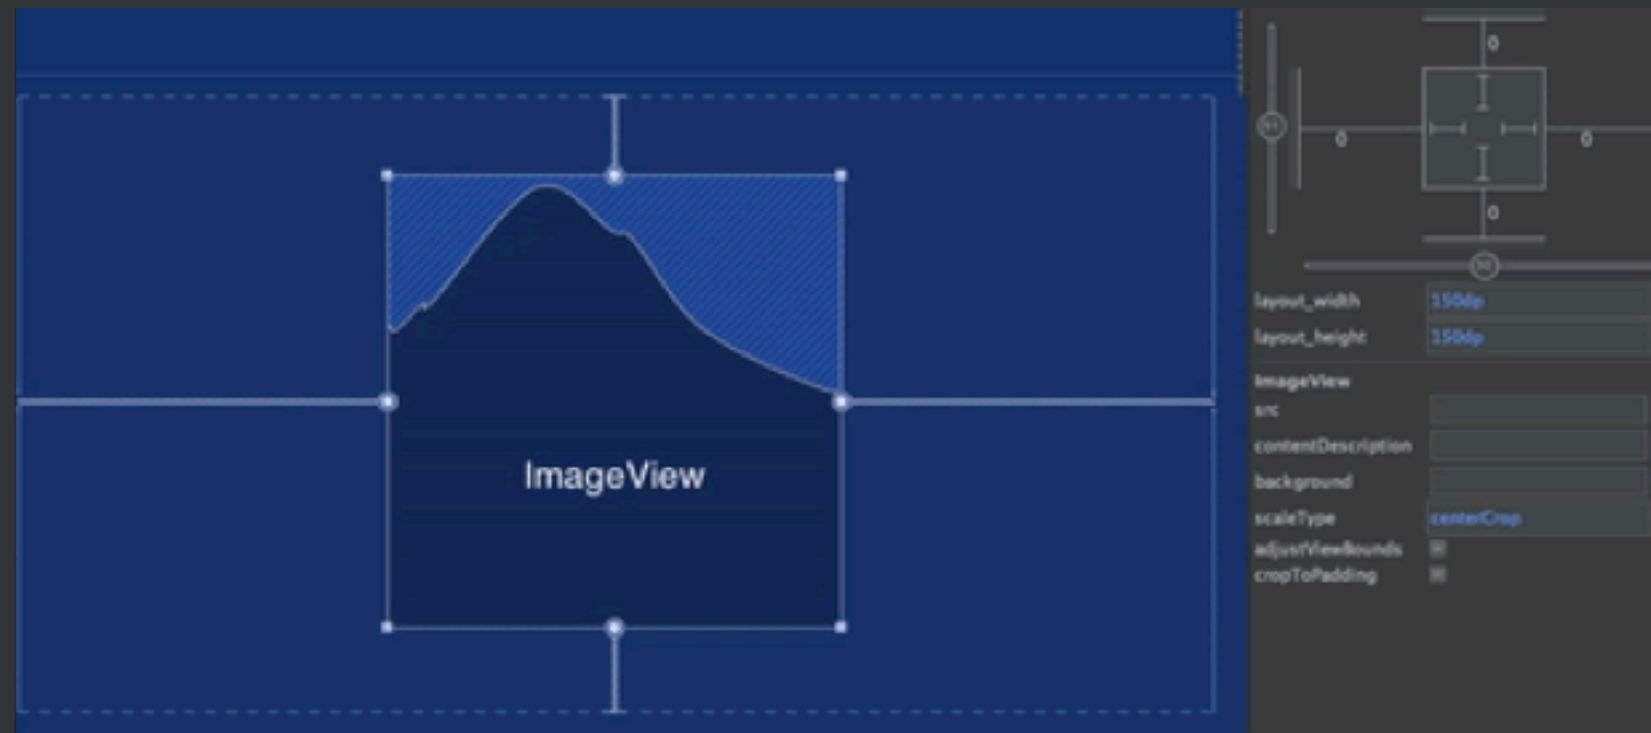 0
0
0
0
layout_width 150dp
layout_height 150dp
ImageView
src
contentDescription
background
scaleType centerCrop
adjustViewBounds
cropToPadding
ImageView